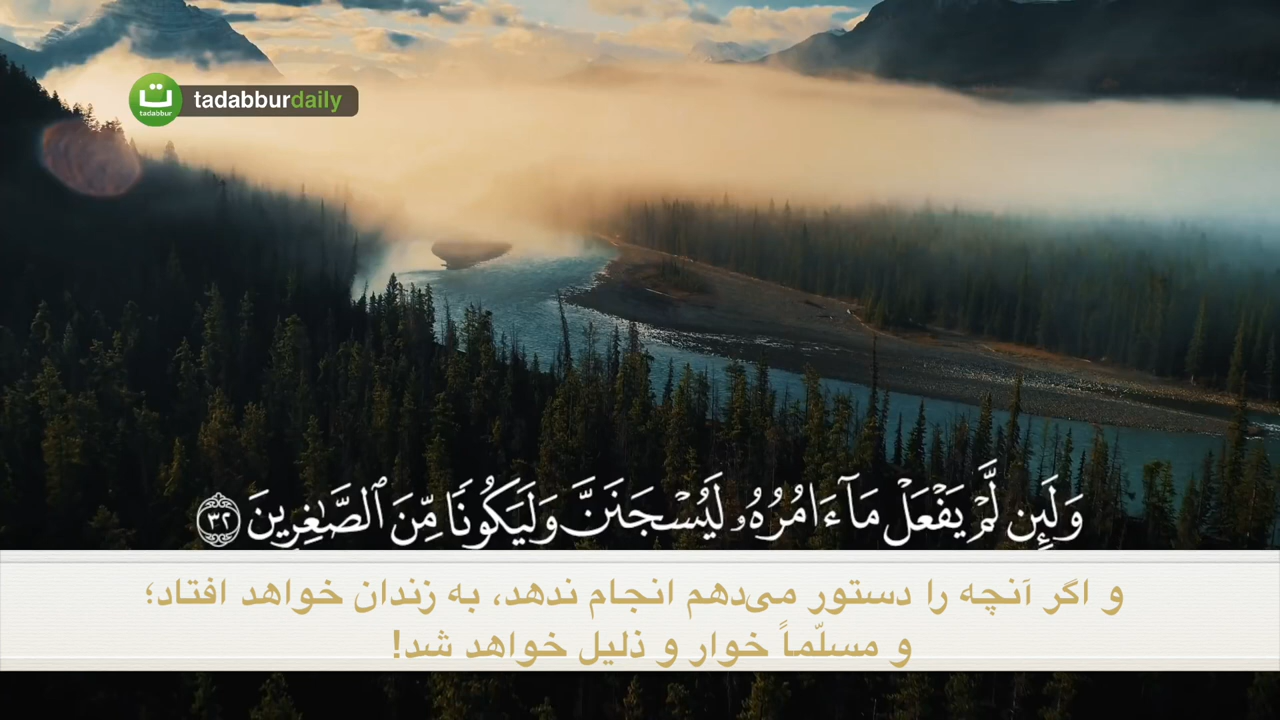 ت
tadabbur
tadabburdaily
وَلَئِن لَّمْ يَفْعَلْ مَآ ءَامُرُهُۥ لَيُسْجَنَنَّ وَلَيَكُونًا مِّنَ ٱلصَّـٰغِرِينَ ٣٢
و اگر آنچه را دستور می‌دهم انجام ندهد، به زندان خواهد افتاد؛
و مسلّماً خوار و ذلیل خواهد شد!